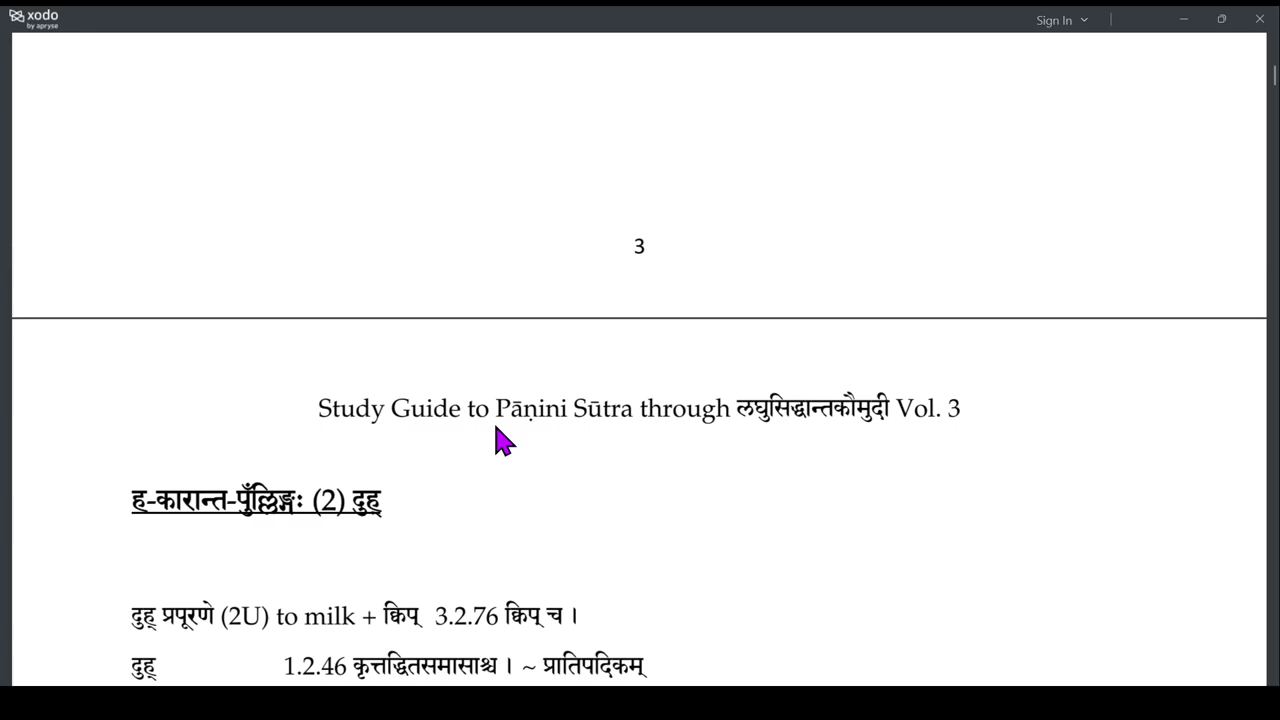 xodo
by apryse
Sign In
3
Study Guide to Pāṇini Sūtra through लघुसिद्धान्तकौमुदी Vol. 3
ह-कारान्त-पुँल्लिङ्गः (2) दुह्
दुह् प्रपूरणे (2U) to milk + क्विप् 3.2.76 क्विप् च ।
दुह् 1.2.46 कृत्तद्धितसमासाश्च । ~ प्रातिपदिकम्